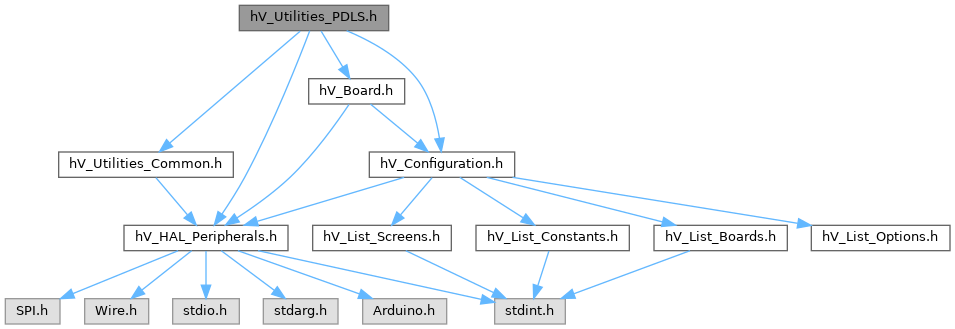 hV_Utilities_PDLS.h
hV_Board.h
hV_Utilities_Common.h
hV_Configuration.h
hV_HAL_Peripherals.h
hV_List_Screens.h
hV_List_Constants.h
hV_List_Boards.h
hV_List_Options.h
SPI.h
Wire.h
stdio.h
stdarg.h
Arduino.h
stdint.h